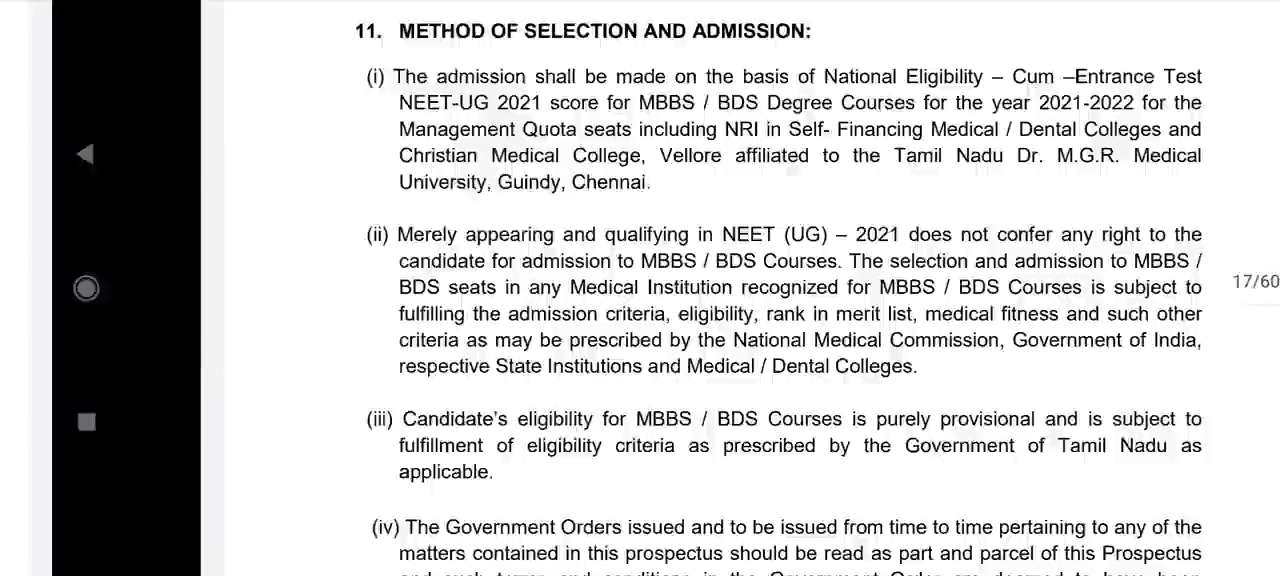 11. METHOD OF SELECTION AND ADMISSION:
(i) The admission shall be made on the basis of National Eligibility – Cum –Entrance Test
NEET-UG 2021 score for MBBS / BDS Degree Courses for the year 2021-2022 for the
Management Quota seats including NRI in Self- Financing Medical / Dental Colleges and
Christian Medical College, Vellore affiliated to the Tamil Nadu Dr. M.G.R. Medical
University, Guindy, Chennai.
(ii) Merely appearing and qualifying in NEET (UG) – 2021 does not confer any right to the
candidate for admission to MBBS / BDS Courses. The selection and admission to MBBS /
BDS seats in any Medical Institution recognized for MBBS / BDS Courses is subject to
17/60
fulfilling the admission criteria, eligibility, rank in merit list, medical fitness and such other
criteria as may be prescribed by the National Medical Commission, Government of India,
respective State Institutions and Medical / Dental Colleges.
(iii) Candidate's eligibility for MBBS / BDS Courses is purely provisional and is subject to
fulfillment of eligibility criteria as prescribed by the Government of Tamil Nadu as
applicable.
(iv) The Government Orders issued and to be issued from time to time pertaining to any of the
matters contained in this prospectus should be read as part and parcel of this Prospectus